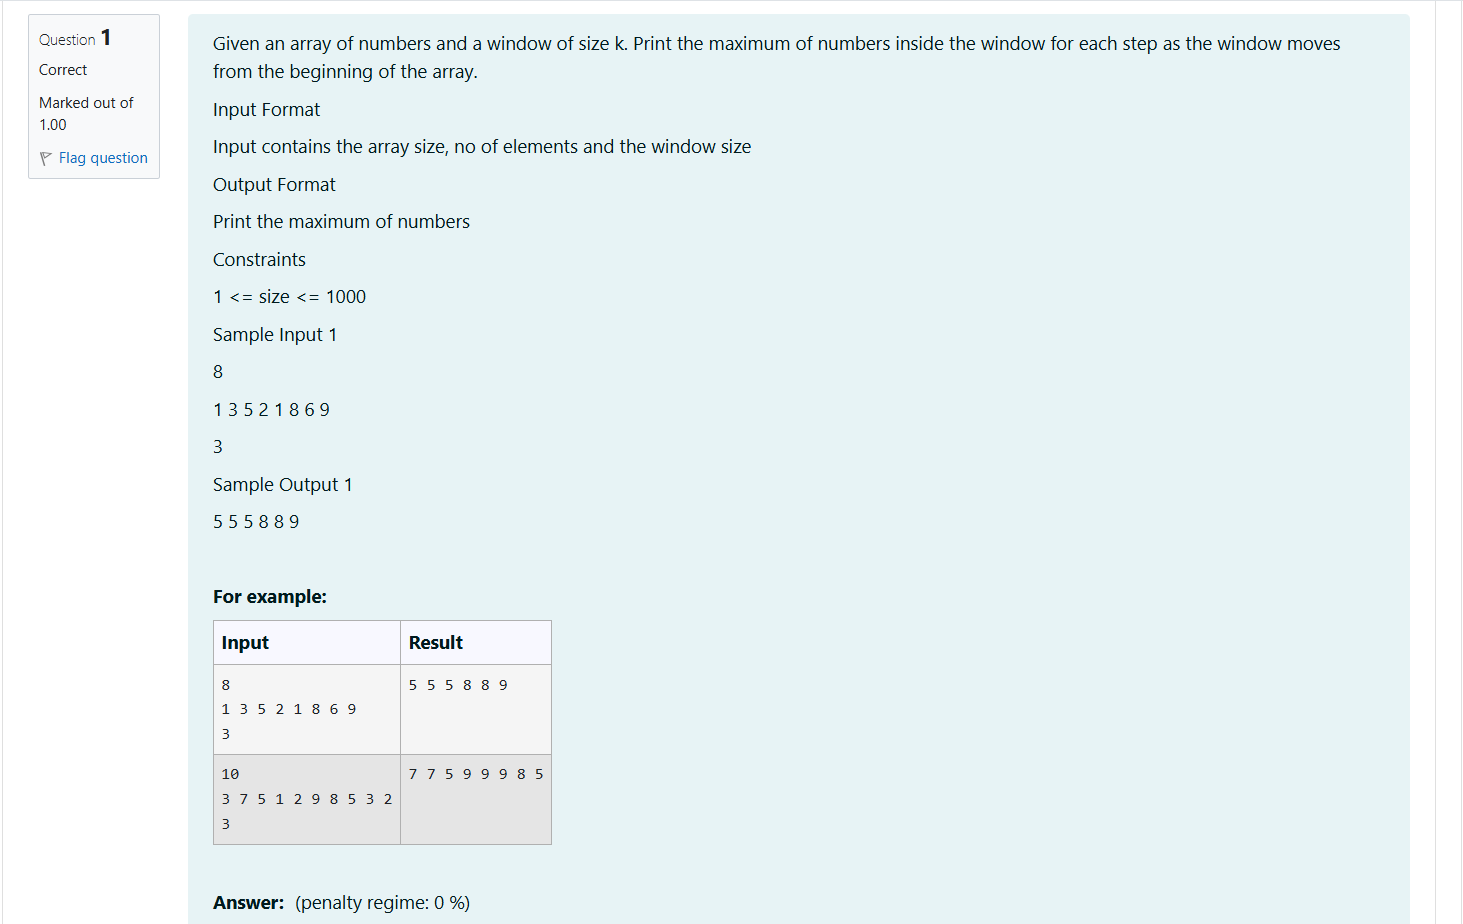 Question 1
Correct
Marked out of
1.00
Flag question
Given an array of numbers and a window of size k. Print the maximum of numbers inside the window for each step as the window moves
from the beginning of the array.
Input Format
Input contains the array size, no of elements and the window size
Output Format
Print the maximum of numbers
Constraints
1 <= size <= 1000
Sample Input 1
8
1 3 5 2 1 8 6 9
3
Sample Output 1
5 5 5 8 8 9
For example:
Input Result
8 5 5 5 8 8 9
1 3 5 2 1 8 6 9
3
10 7 7 5 9 9 9 8 5
3 7 5 1 2 9 8 5 3 2
3
Answer: (penalty regime: 0 %)